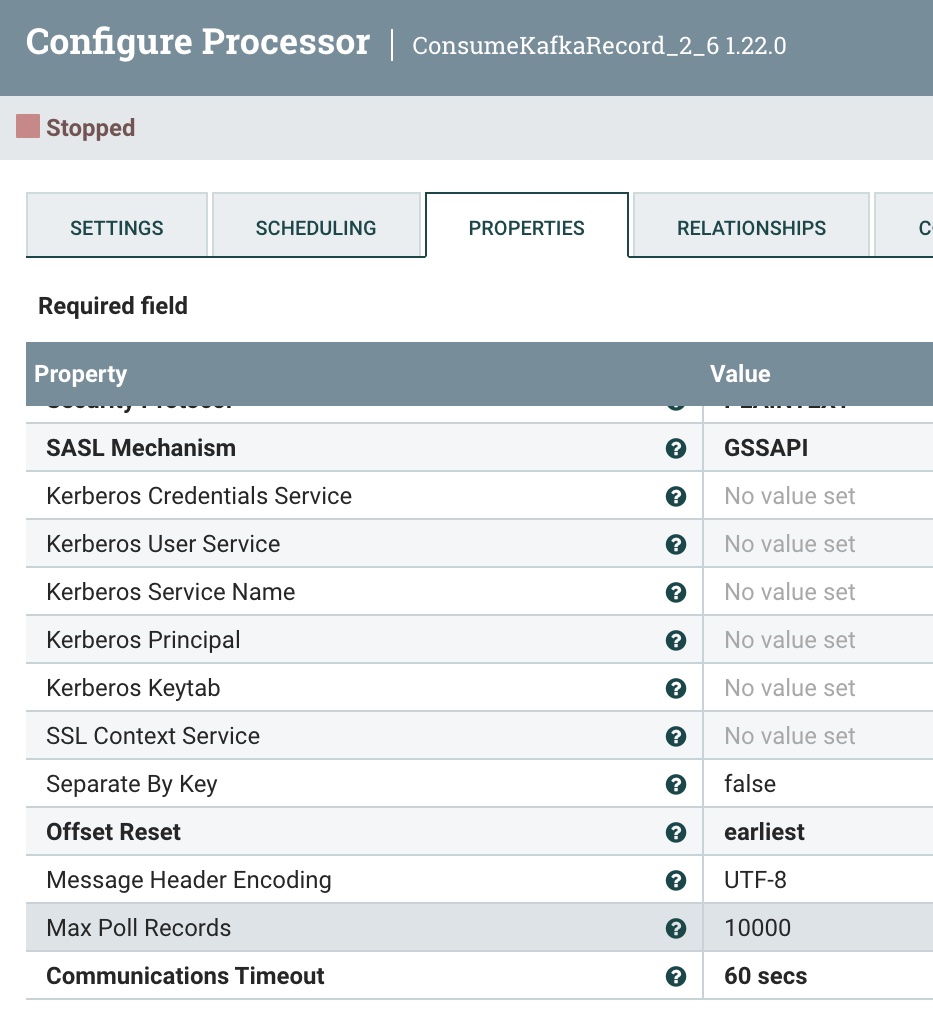 Configure Processor | ConsumeKafkaRecord_2_6 1.22.0
Stopped
SETTINGS SCHEDULING PROPERTIES RELATIONSHIPS
Required field
Property Value
Security Protocol PLAINTEXT
SASL Mechanism GSSAPI
Kerberos Credentials Service No value set
Kerberos User Service No value set
Kerberos Service Name No value set
Kerberos Principal No value set
Kerberos Keytab No value set
SSL Context Service No value set
Separate By Key false
Offset Reset earliest
Message Header Encoding UTF-8
Max Poll Records 10000
Communications Timeout 60 secs